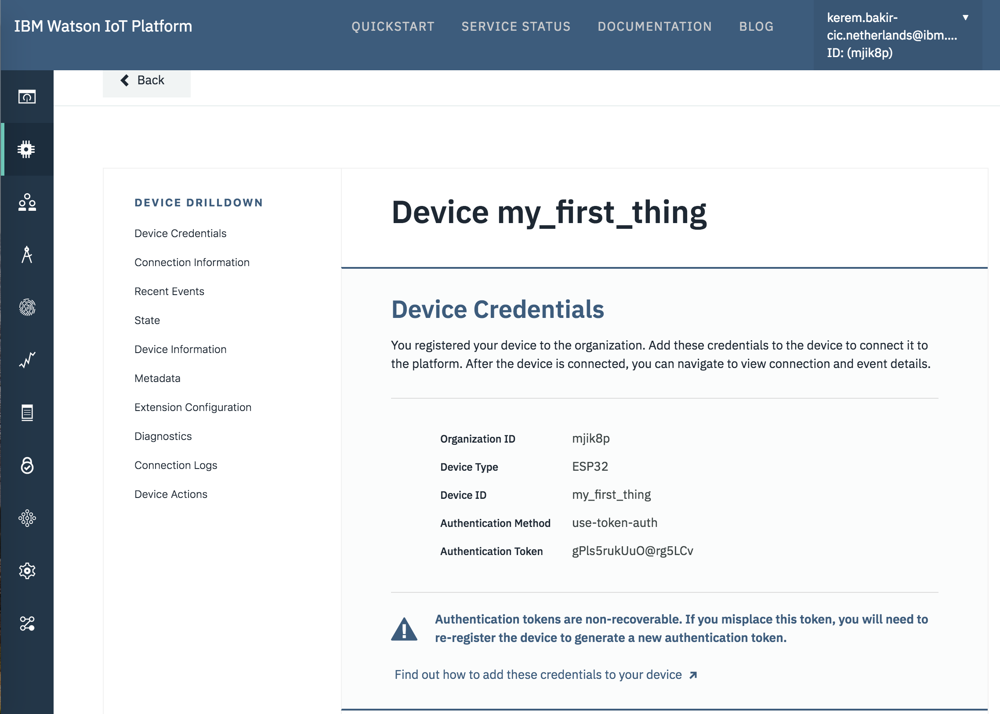 IBM Watson IoT Platform
QUICKSTART
SERVICE STATUS
DOCUMENTATION
BLOG
kerem.bakir-
cic.netherlands@ibm....
ID: (mjik8p)
Back
DEVICE DRILLDOWN
Device Credentials
Connection Information
Recent Events
State
Device Information
Metadata
Extension Configuration
Diagnostics
Connection Logs
Device Actions
Device my_first_thing
Device Credentials
You registered your device to the organization. Add these credentials to the device to connect it to
the platform. After the device is connected, you can navigate to view connection and event details.
Organization ID mjik8p
Device Type ESP32
Device ID my_first_thing
Authentication Method use-token-auth
Authentication Token gPls5rukUuO@rg5LCv
Authentication tokens are non-recoverable. If you misplace this token, you will need to
re-register the device to generate a new authentication token.
Find out how to add these credentials to your device